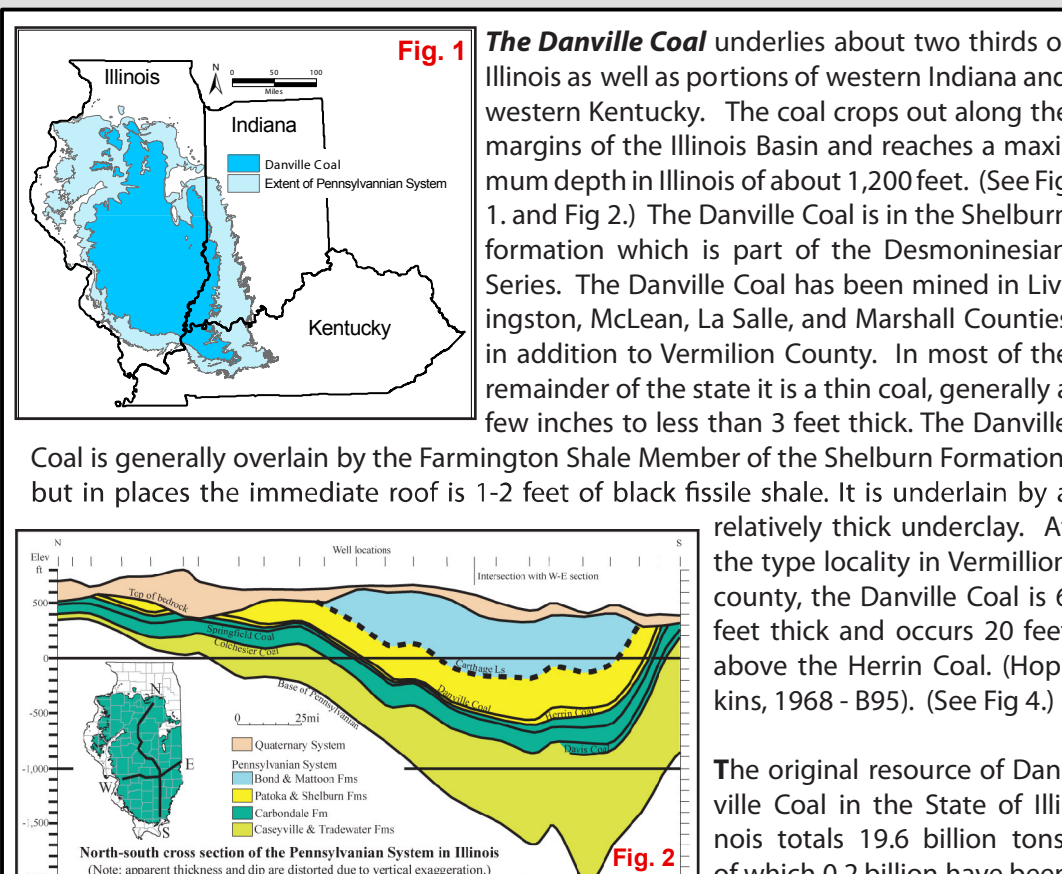 Fig. 1
Illinois
N
0 50 100
Miles
Indiana
Danville Coal
Extent of Pennsylvannian System
Kentucky
The Danville Coal underlies about two thirds o
Illinois as well as portions of western Indiana and
western Kentucky. The coal crops out along the
margins of the Illinois Basin and reaches a maxi
mum depth in Illinois of about 1,200 feet. (See Fig
1. and Fig 2.) The Danville Coal is in the Shelburn
formation which is part of the Desmoninesian
Series. The Danville Coal has been mined in Liv
ingston, McLean, La Salle, and Marshall Counties
in addition to Vermilion County. In most of the
remainder of the state it is a thin coal, generally a
few inches to less than 3 feet thick. The Danville
Coal is generally overlain by the Farmington Shale Member of the Shelburn Formation
but in places the immediate roof is 1-2 feet of black fissile shale. It is underlain by a
relatively thick underclay. A
the type locality in Vermillion
county, the Danville Coal is 6
feet thick and occurs 20 feet
above the Herrin Coal. (Hop
kins, 1968 - B95). (See Fig 4.)
The original resource of Dan
ville Coal in the State of Illi
nois totals 19.6 billion tons
of which 0.2 billion have been
N
S
Elev
ft
Well locations
Intersection with W-E section
500
0
-500
-1,000
-1,500
Top of bedrock
Springfield Coal
Colchester Coal
Base of Pennsylvanian
Carthage Ls.
Danville Coal
Herrin Coal
Davis Coal
N
E
W
S
0 25mi
Quaternary System
Pennsylvanian System
Bond & Mattoon Fms
Patoka & Shelburn Fms
Carbondale Fm
Caseyville & Tradewater Fms
North-south cross section of the Pennsylvanian System in Illinois
(Note: apparent thickness and dip are distorted due to vertical exaggeration.)
Fig. 2